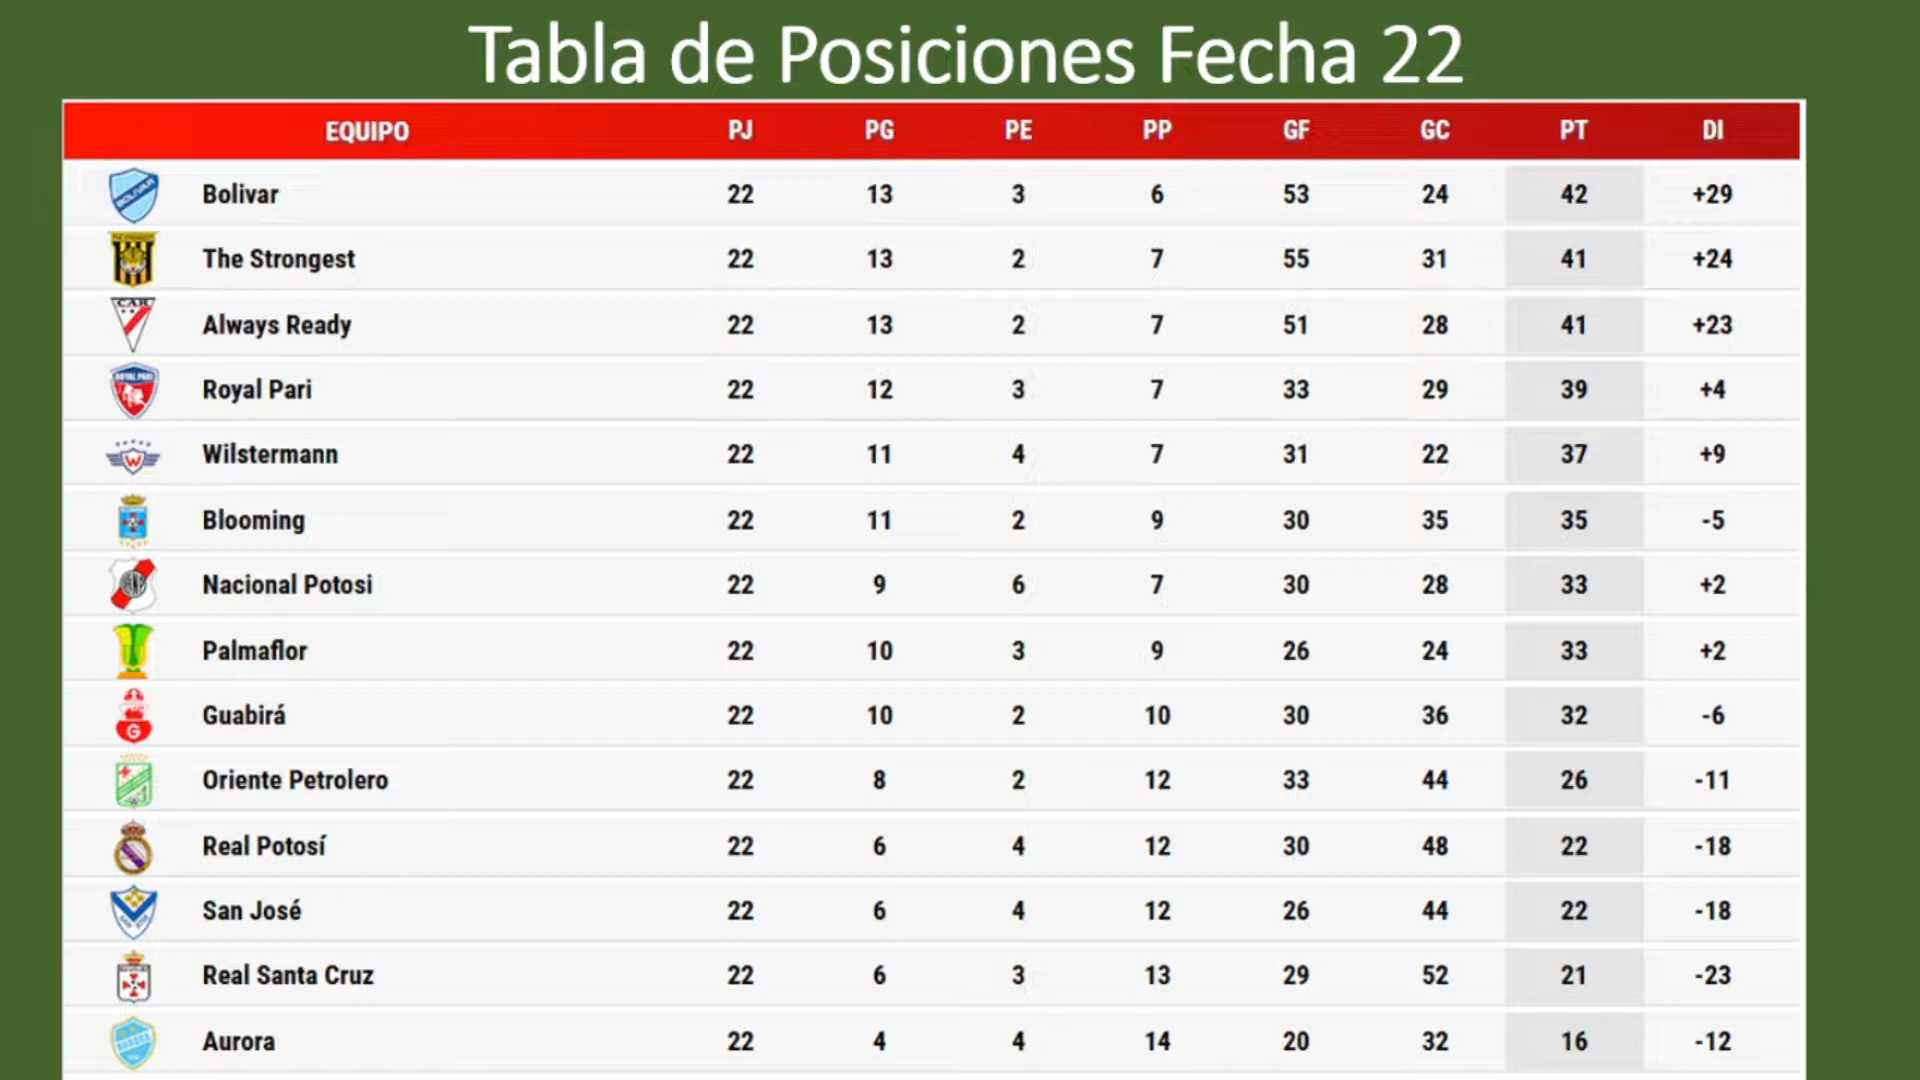 Tabla de Posiciones Fecha 22
EQUIPO PJ PG PE PP GF GC PT DI
BOLIVAR Bolivar 22 13 3 6 53 24 42 +29
The Strongest 22 13 2 7 55 31 41 +24
CAR Always Ready 22 13 2 7 51 28 41 +23
ROYAL PARI Royal Pari 22 12 3 7 33 29 39 +4
W Wilstermann 22 11 4 7 31 22 37 +9
Blooming 22 11 2 9 30 35 35 -5
Nacional Potosi 22 9 6 7 30 28 33 +2
Palmaflor 22 10 3 9 26 24 33 +2
G Guabirá 22 10 2 10 30 36 32 -6
Oriente Petrolero 22 8 2 12 33 44 26 -11
Real Potosí 22 6 4 12 30 48 22 -18
San José 22 6 4 12 26 44 22 -18
Real Santa Cruz 22 6 3 13 29 52 21 -23
AURORA Aurora 22 4 4 14 20 32 16 -12